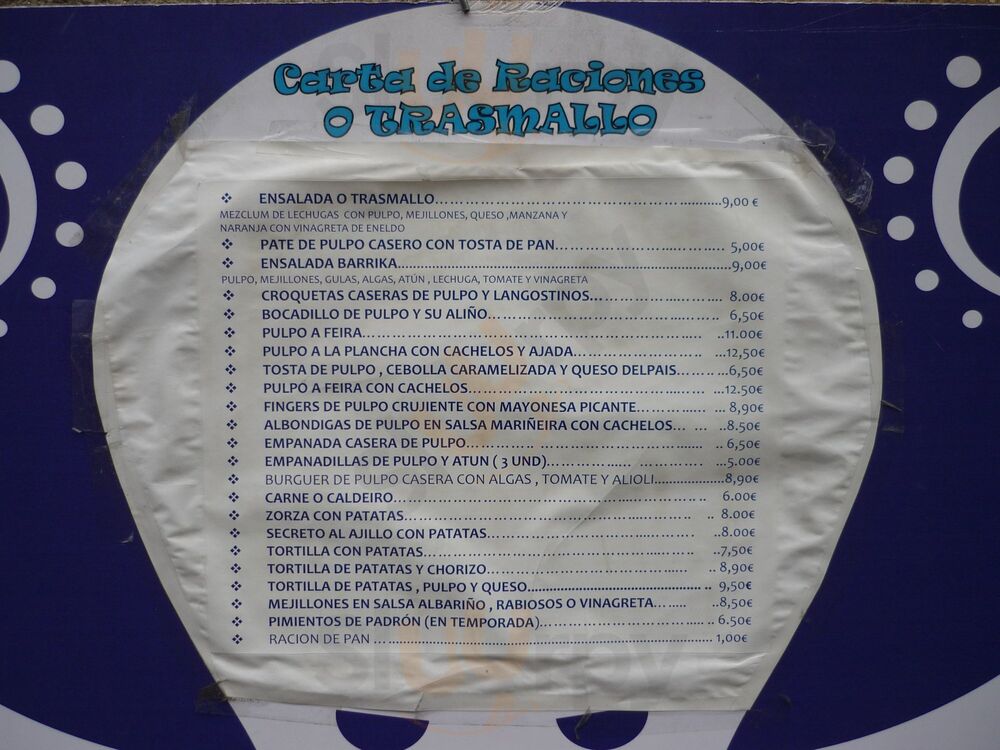 Carta de Raciones
O TRASMALLO
❖ ENSALADA O TRASMALLO..............................9,00 €
MEZCLUM DE LECHUGAS CON PULPO, MEJILLONES, QUESO ,MANZANA Y
NARANJA CON VINAGRETA DE ENELDO
❖ PATE DE PULPO CASERO CON TOSTA DE PAN.............................. 5,00€
❖ ENSALADA BARRIKA..............................9,00€
PULPO, MEJILLONES, GULAS, ALGAS, ATÚN , LECHUGA, TOMATE Y VINAGRETA
❖ CROQUETAS CASERAS DE PULPO Y LANGOSTINOS.................... 8.00€
❖ BOCADILLO DE PULPO Y SU ALIÑO.............................. 6,50€
❖ PULPO A FEIRA.............................. ..11.00€
❖ PULPO A LA PLANCHA CON CACHELOS Y AJADA.................... ...12,50€
❖ TOSTA DE PULPO , CEBOLLA CARAMELIZADA Y QUESO DELPAIS...... .. ...6,50€
❖ PULPO A FEIRA CON CACHELOS.............................. ...12.50€
❖ FINGERS DE PULPO CRUJIENTE CON MAYONESA PICANTE............ ... 8,90€
❖ ALBONDIGAS DE PULPO EN SALSA MARIÑEIRA CON CACHELOS... ... ..8.50€
❖ EMPANADA CASERA DE PULPO.............................. .. 6,50€
❖ EMPANADILLAS DE PULPO Y ATUN ( 3 UND)............... ............ ...5.00€
❖ BURGUER DE PULPO CASERA CON ALGAS , TOMATE Y ALIOLI....................8,90€
❖ CARNE O CALDEIRO.............................. .. 6.00€
❖ ZORZA CON PATATAS.............................. .. 8.00€
❖ SECRETO AL AJILLO CON PATATAS.............................. ..8.00€
❖ TORTILLA CON PATATAS.............................. ..7,50€
❖ TORTILLA DE PATATAS Y CHORIZO.............................. .. 8,90€
❖ TORTILLA DE PATATAS , PULPO Y QUESO.............................. .. 9,50€
❖ MEJILLONES EN SALSA ALBARIÑO , RABIOSOS O VINAGRETA... ..... ..8,50€
❖ PIMIENTOS DE PADRÓN (EN TEMPORADA).............................. .. 6.50€
❖ RACION DE PAN .............................. 1,00€